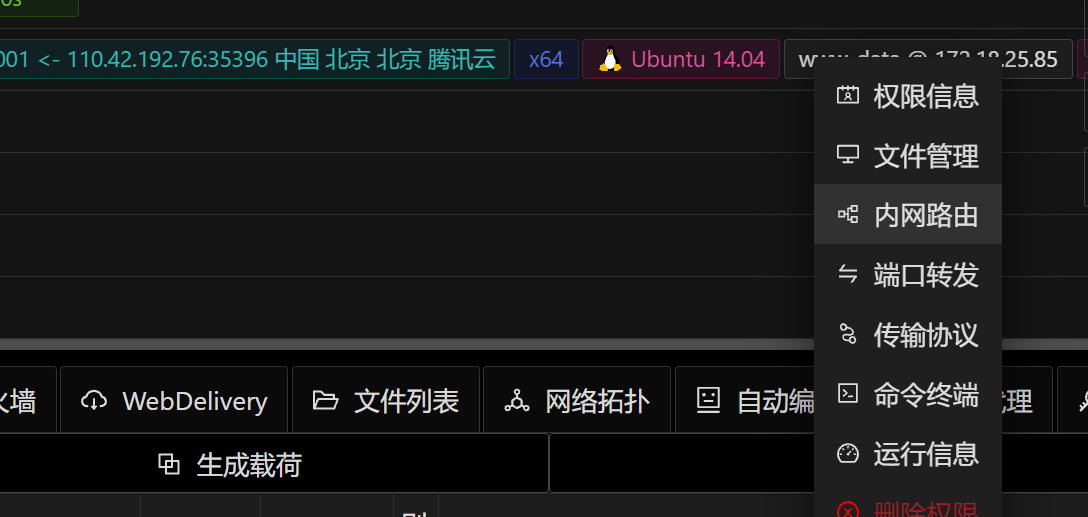 001 <- 110.42.192.76:35396 中国 北京 北京 腾讯云
x64
Ubuntu 14.04
www-data @ 172.18.25.85
权限信息
文件管理
内网路由
端口转发
传输协议
命令终端
运行信息
删除权限
火墙
WebDelivery
文件列表
网络拓扑
自动编
代理
生成载荷